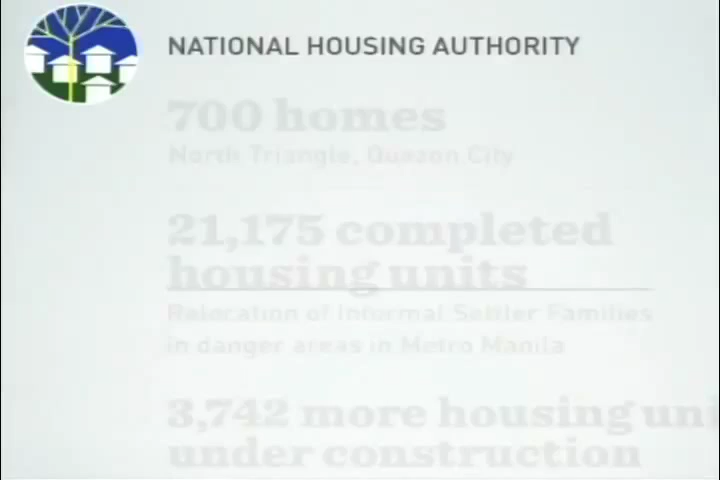 NATIONAL HOUSING AUTHORITY
700 homes
North Triangle, Quezon City
21,175 completed
housing units
Relocation of Informal Settler Families
in danger areas in Metro Manila
3,742 more housing uni
under construction